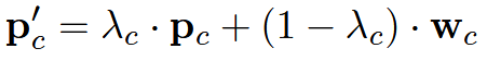 𝐩′_c = λ_c · 𝐩_c + (1 − λ_c) · 𝐰_c